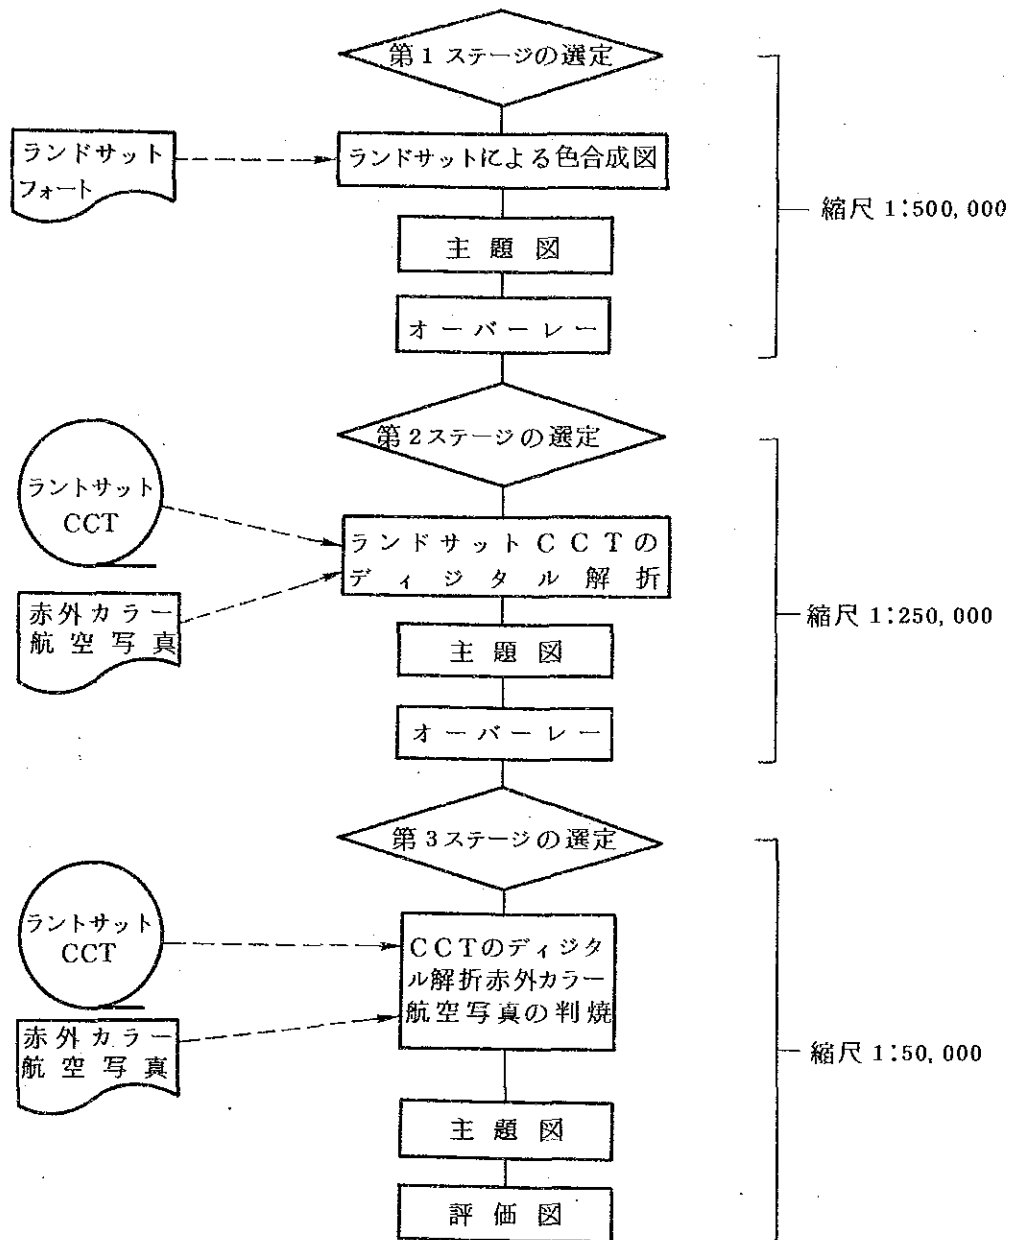 第1ステージの選定
ランドサット
フォート
ランドサットによる色合成図
主題図
オーバーレー
縮尺 1:500,000
第2ステージの選定
ラントサット
CCT
赤外カラー
航空写真
ランドサットCCTの
ディジタル解折
主題図
オーバーレー
縮尺 1:250,000
第3ステージの選定
ラントサット
CCT
赤外カラー
航空写真
CCTのディジタ
ル解折赤外カラー
航空写真の判焼
主題図
評価図
縮尺 1:50,000